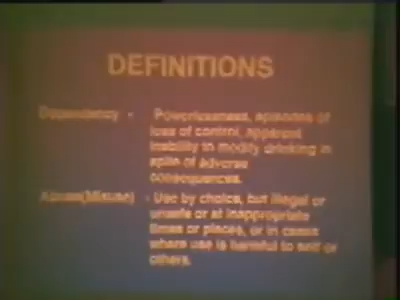 DEFINITIONS
Dependency - Powerlessness, episodes of
loss of control, apparent
inability to modify drinking in
spite of adverse
consequences.
Abuse(Misuse) - Use by choice, but illegal or
unsafe or at inappropriate
times or places, or in cases
where use is harmful to self or
others.